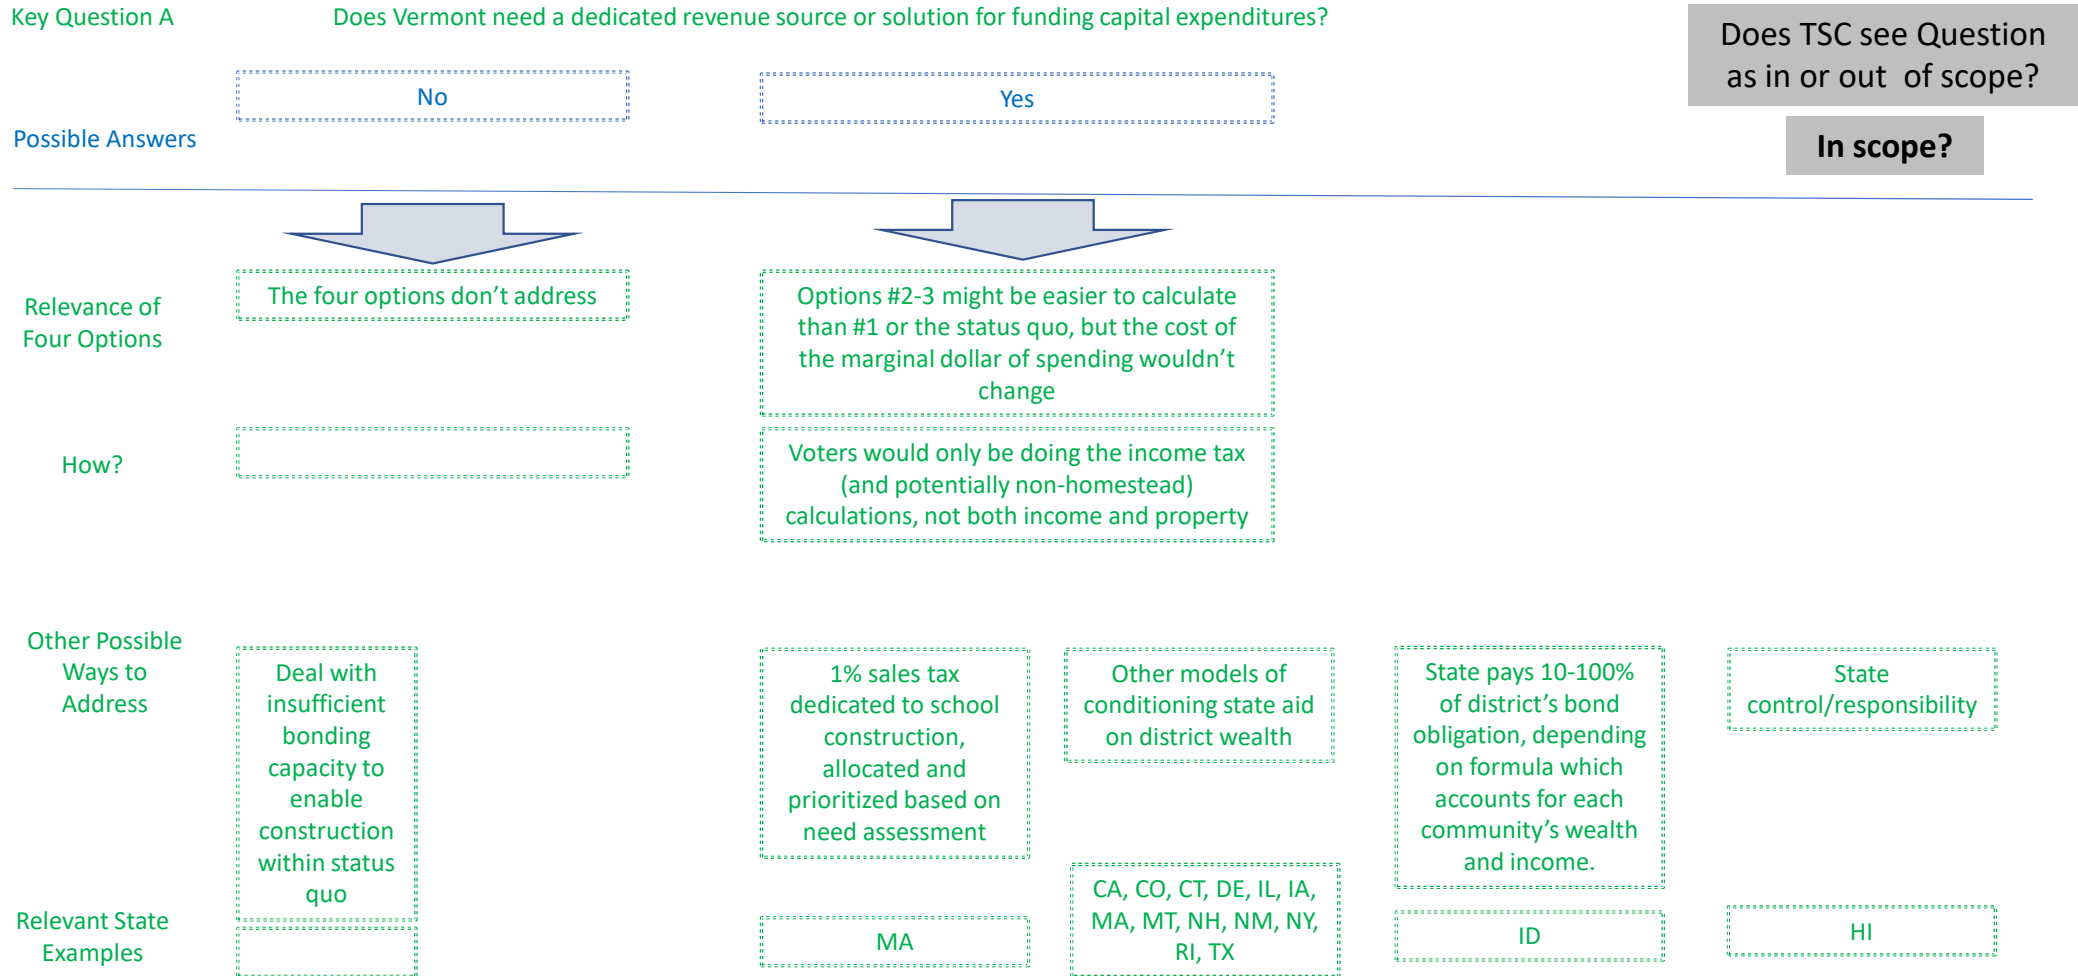 Key Question A
Does Vermont need a dedicated revenue source or solution for funding capital expenditures?
Does TSC see Question
as in or out of scope?
In scope?
Possible Answers
No
Yes
Relevance of
Four Options
The four options don’t address
Options #2-3 might be easier to calculate
than #1 or the status quo, but the cost of
the marginal dollar of spending wouldn’t
change
How?
Voters would only be doing the income tax
(and potentially non-homestead)
calculations, not both income and property
Other Possible
Ways to
Address
Deal with
insufficient
bonding
capacity to
enable
construction
within status
quo
1% sales tax
dedicated to school
construction,
allocated and
prioritized based on
need assessment
Other models of
conditioning state aid
on district wealth
State pays 10-100%
of district’s bond
obligation, depending
on formula which
accounts for each
community’s wealth
and income.
State
control/responsibility
Relevant State
Examples
MA
CA, CO, CT, DE, IL, IA,
MA, MT, NH, NM, NY,
RI, TX
ID
HI